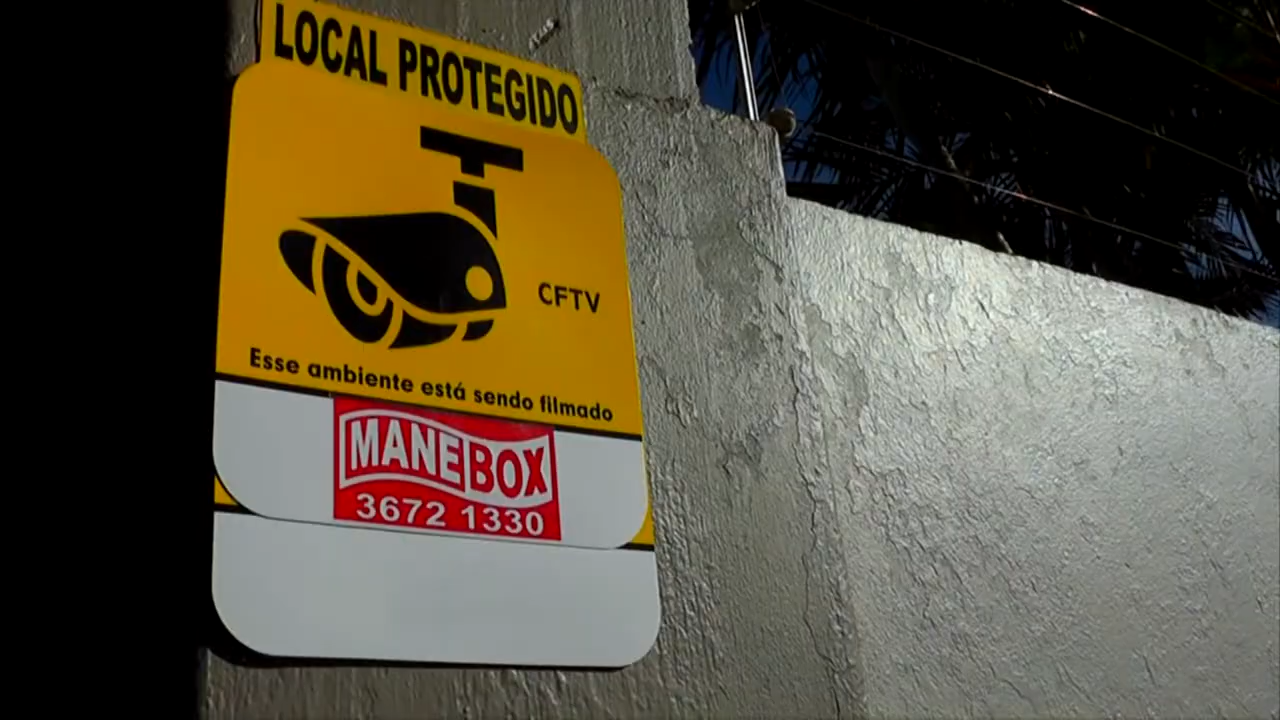 LOCAL PROTEGIDO
CFTV
Esse ambiente está sendo filmado
MANEBOX
3672 1330